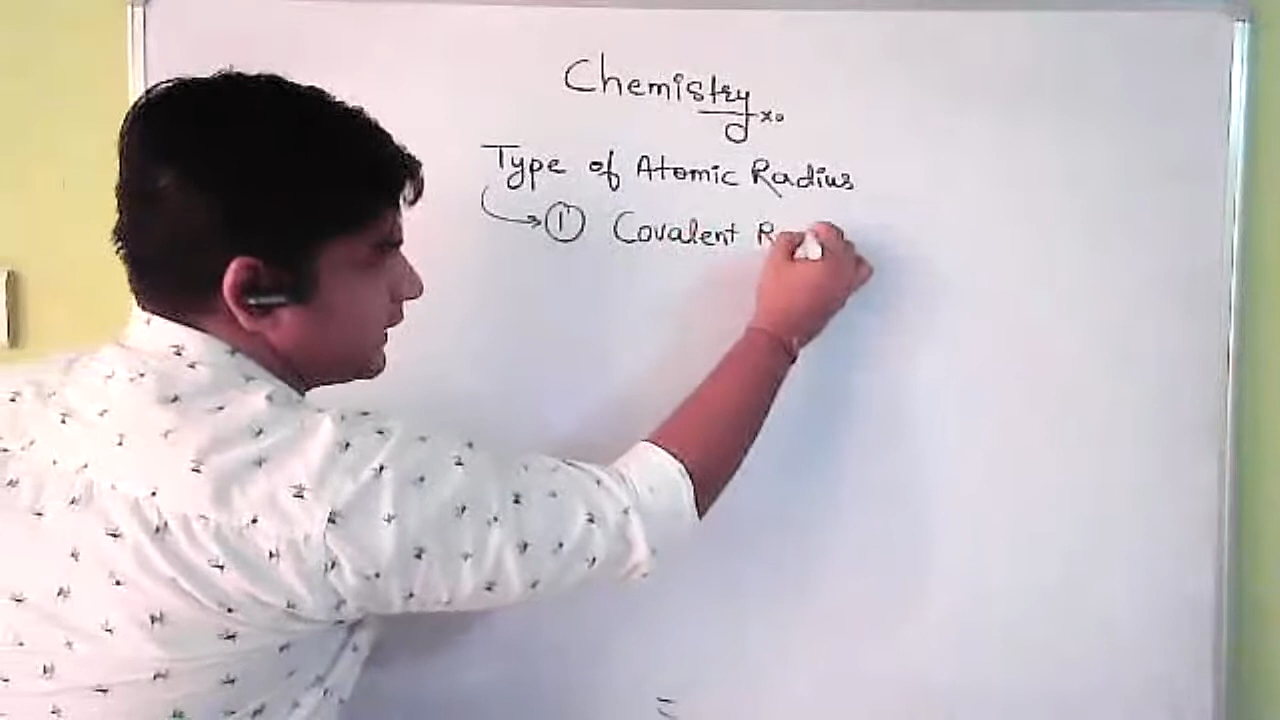 Chemistry
Type of Atomic Radius
① Covalent R